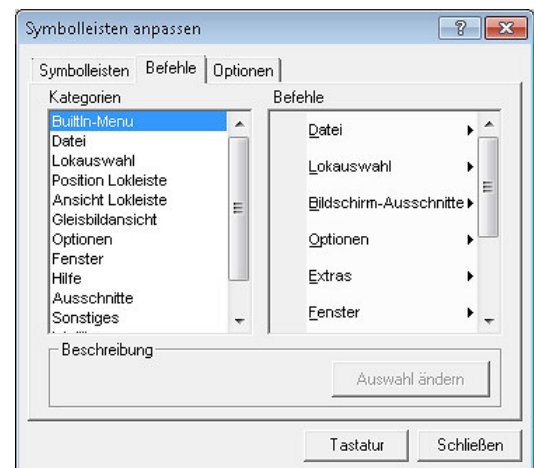 Symbolleisten anpassen
Symbolleisten Befehle Optionen
Kategorien
BuiltIn-Menu
Datei
Lokauswahl
Position Lokleiste
Ansicht Lokleiste
Gleisbildansicht
Optionen
Fenster
Hilfe
Ausschnitte
Sonstiges
Befehle
Datei
Lokauswahl
Bildschirm-Ausschnitte
Optionen
Extras
Fenster
Beschreibung
Auswahl ändern
Tastatur Schließen